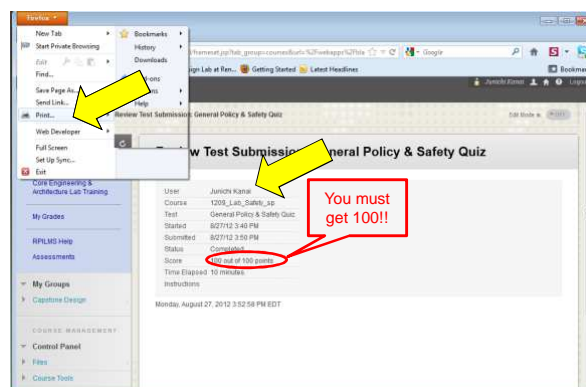 Firefox
New Tab
Bookmarks
Start Private Browsing
History
Edit
Downloads
Find...
Save Page As...
Send Link...
Help
Print...
Web Developer
Full Screen
Set Up Sync...
Exit
Google
Getting Started
Latest Headlines
Junichi Kanai
Review Test Submission: General Policy & Safety Quiz
Edit Mode is
General Policy & Safety Quiz
User Junichi Kanai
Course 1209_Lab_Safety_sp
Test General Policy & Safety Quiz
Started 8/27/12 3:40 PM
Submitted 8/27/12 3:50 PM
Status Completed
Score 100 out of 100 points
Time Elapsed 10 minutes
Instructions
Monday, August 27, 2012 3:52:58 PM EDT
You must
get 100!!
Core Engineering &
Architecture Lab Training
My Grades
RPILMS Help
Assessments
My Groups
Capstone Design
COURSE MANAGEMENT
Control Panel
Files
Course Tools